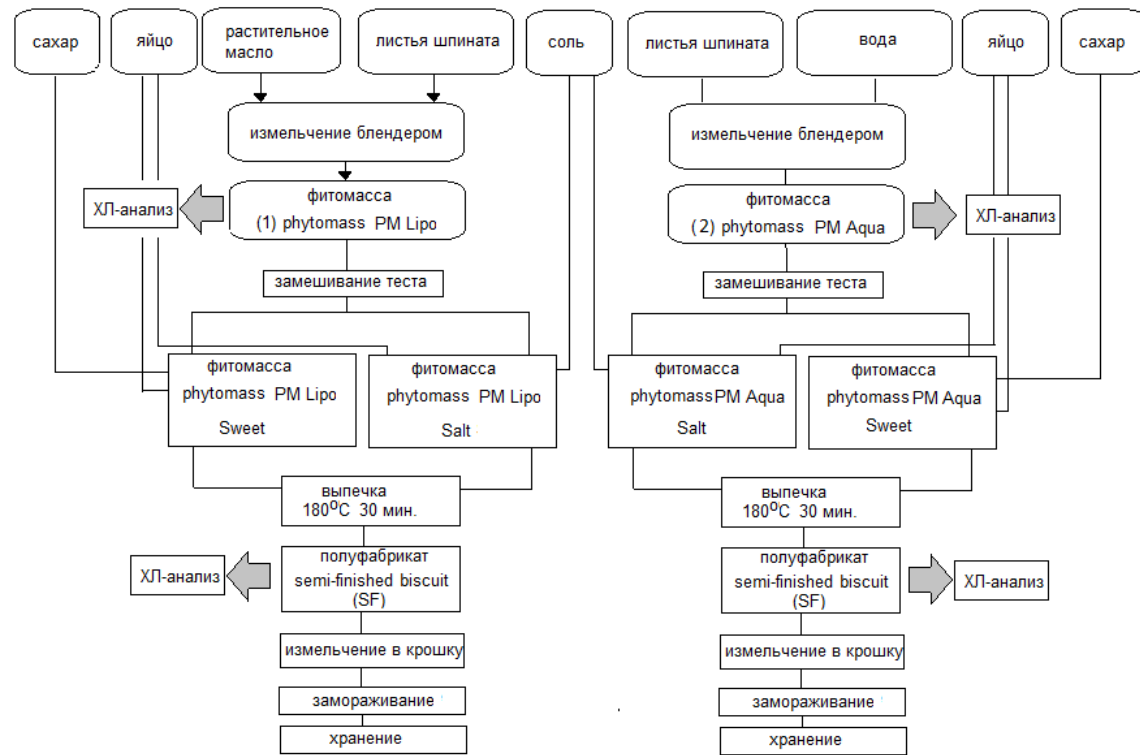 сахар
яйцо
растительное
масло
листья шпината
соль
листья шпината
вода
яйцо
сахар
измельчение блендером
измельчение блендером
ХЛ-анализ
фитомасса
(1) phytomass PM Lipo
фитомасса
(2) phytomass PM Aqua
ХЛ-анализ
замешивание теста
замешивание теста
фитомасса
phytomass PM Lipo
Sweet
фитомасса
phytomass PM Lipo
Salt
фитомасса
phytomass PM Aqua
Salt
фитомасса
phytomass PM Aqua
Sweet
выпечка
180⁰C 30 мин.
выпечка
180⁰C 30 мин.
ХЛ-анализ
полуфабрикат
semi-finished biscuit
(SF)
полуфабрикат
semi-finished biscuit
(SF)
ХЛ-анализ
измельчение в крошку
измельчение в крошку
замораживание
замораживание
хранение
хранение